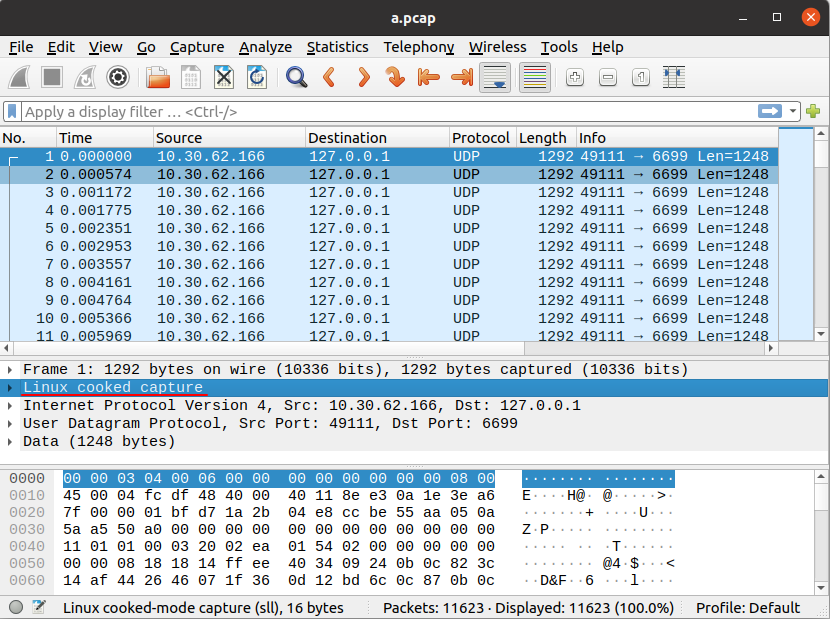 a.pcap
File Edit View Go Capture Analyze Statistics Telephony Wireless Tools Help
Apply a display filter … <Ctrl-/>
No. Time Source Destination Protocol Length Info
1 0.000000 10.30.62.166 127.0.0.1 UDP 1292 49111 → 6699 Len=1248
2 0.000574 10.30.62.166 127.0.0.1 UDP 1292 49111 → 6699 Len=1248
3 0.001172 10.30.62.166 127.0.0.1 UDP 1292 49111 → 6699 Len=1248
4 0.001775 10.30.62.166 127.0.0.1 UDP 1292 49111 → 6699 Len=1248
5 0.002351 10.30.62.166 127.0.0.1 UDP 1292 49111 → 6699 Len=1248
6 0.002953 10.30.62.166 127.0.0.1 UDP 1292 49111 → 6699 Len=1248
7 0.003557 10.30.62.166 127.0.0.1 UDP 1292 49111 → 6699 Len=1248
8 0.004161 10.30.62.166 127.0.0.1 UDP 1292 49111 → 6699 Len=1248
9 0.004764 10.30.62.166 127.0.0.1 UDP 1292 49111 → 6699 Len=1248
10 0.005366 10.30.62.166 127.0.0.1 UDP 1292 49111 → 6699 Len=1248
11 0.005969 10.30.62.166 127.0.0.1 UDP 1292 49111 → 6699 Len=1248
Frame 1: 1292 bytes on wire (10336 bits), 1292 bytes captured (10336 bits)
Linux cooked capture
Internet Protocol Version 4, Src: 10.30.62.166, Dst: 127.0.0.1
User Datagram Protocol, Src Port: 49111, Dst Port: 6699
Data (1248 bytes)
0000 00 00 03 04 00 06 00 00 00 00 00 00 00 00 08 00 ········ ········
0010 45 00 04 fc df 48 40 00 40 11 8e e3 0a 1e 3e a6 E····H@· @·····>·
0020 7f 00 00 01 bf d7 1a 2b 04 e8 cc be 55 aa 05 0a ·······+ ····U···
0030 5a a5 50 a0 00 00 00 00 00 00 00 00 00 00 00 00 Z·P····· ········
0040 11 01 01 00 03 20 02 ea 01 54 02 00 00 00 00 00 ····· ·· ·T······
0050 00 00 08 18 18 14 ff ee 40 34 09 24 0b 0c 82 3c ········ @4·$···<
0060 14 af 44 26 46 07 1f 36 0d 12 bd 6c 0c 87 0b 0c ··D&F··6 ···l····
Linux cooked-mode capture (sll), 16 bytes Packets: 11623 · Displayed: 11623 (100.0%) Profile: Default